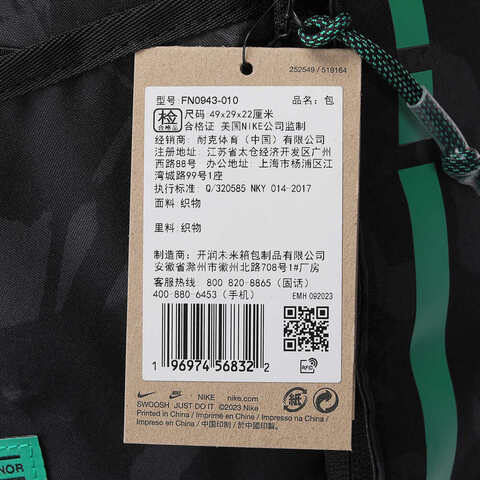 252549 / 519164
型号: FN0943-010 品名: 包
检 合格品 尺码 49x29x22厘米
合格证 美国NIKE公司监制
经销商: 耐克体育（中国）有限公司
注册地址: 江苏省太仓经济开发区广州
西路88号 办公地址: 上海市杨浦区江
湾城路99号1座
执行标准: Q/320585 NKY 014-2017
面料: 织物
里料: 织物
制造商: 开润未来箱包制品有限公司
安徽省滁州市徽州北路708号1#厂房
客服热线 800 820-8865（固话）
400-880-6453（手机） EMH 092023
1 96974 56832 2
RFID
NIKE nike.com
SWOOSH, JUST DO IT ©2023 Nike
Printed in China / Imprimé en Chine
Impreso en China / Impresso na
China / 中国印制 / 於中國印製
紙
NOR